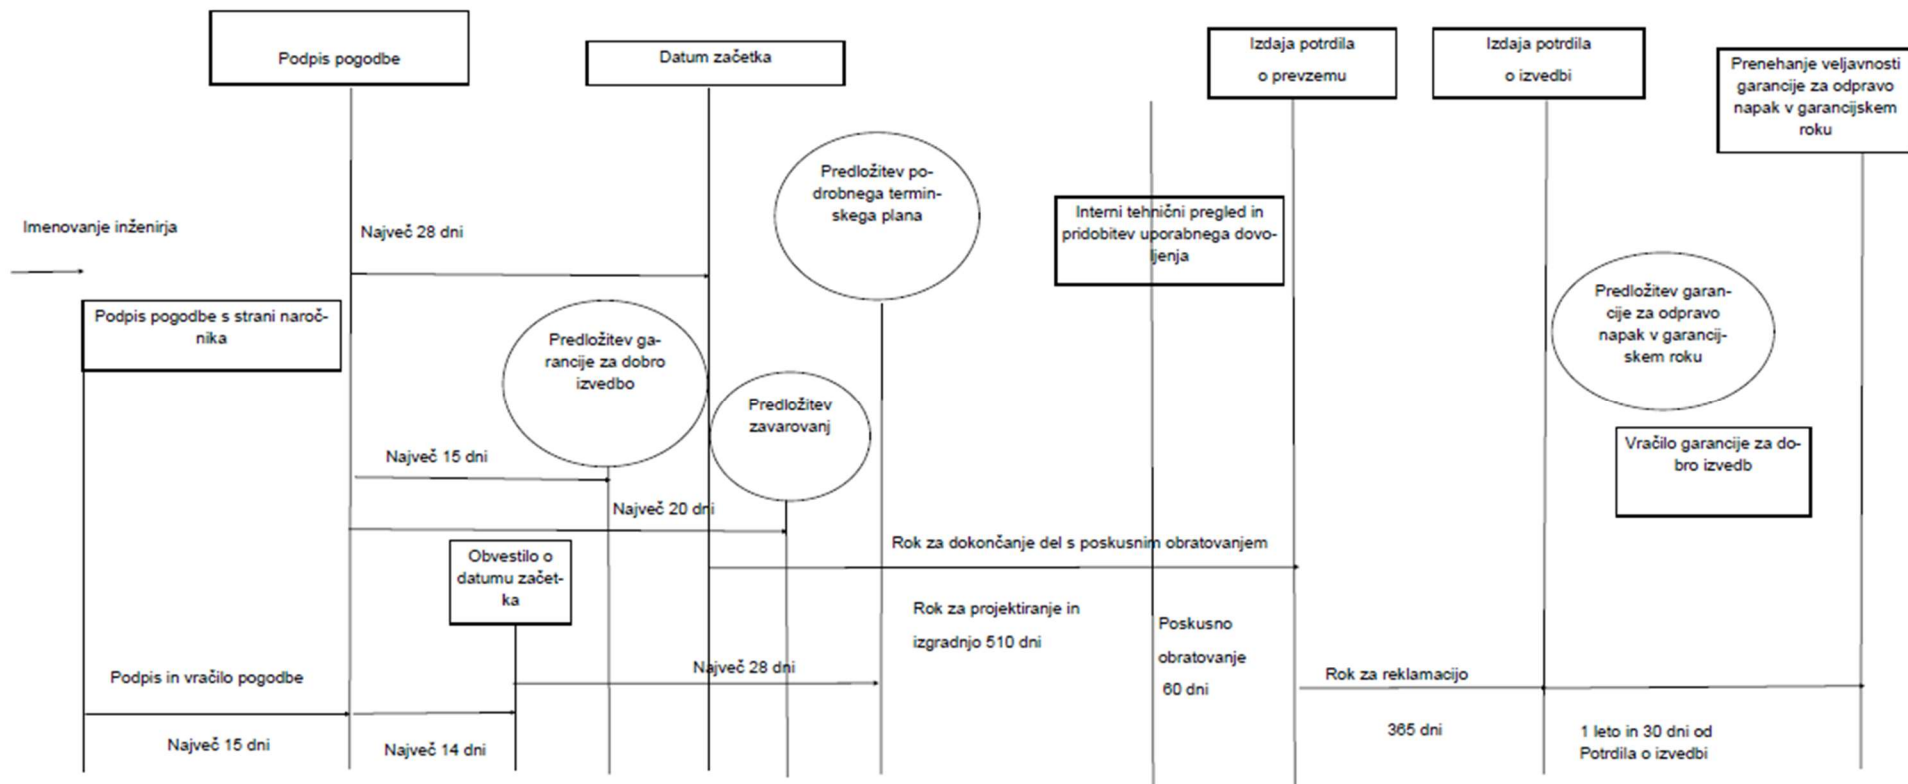 Podpis pogodbe
Datum začetka
Izdaja potrdila
o prevzemu
Izdaja potrdila
o izvedbi
Prenehanje veljavnosti
garancije za odpravo
napak v garancijskem
roku
Predložitev po-
drobnega termin-
skega plana
Imenovanje inženirja
Največ 28 dni
Interni tehnični pregled in
pridobitev uporabnega dovo-
ljenja
Podpis pogodbe s strani naroč-
nika
Predložitev ga-
rancije za dobro
izvedbo
Predložitev garan-
cije za odpravo
napak v garancij-
skem roku
Predložitev
zavarovanj
Vračilo garancije za do-
bro izvedb
Največ 15 dni
Največ 20 dni
Obvestilo o
datumu začet-
ka
Rok za dokončanje del s poskusnim obratovanjem
Rok za projektiranje in
izgradnjo 510 dni
Poskusno
obratovanje
60 dni
Podpis in vračilo pogodbe
Največ 28 dni
Rok za reklamacijo
Največ 15 dni
Največ 14 dni
365 dni
1 leto in 30 dni od
Potrdila o izvedbi